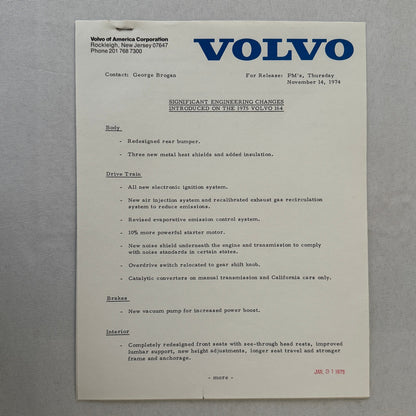 Volvo of America Corporation
VOLVO
Rockleigh, New Jersey 07647
Phone 201 768 7300
Contact: George Brogan
For Release: PM's, Thursday
November 14, 1974
SIGNIFICANT ENGINEERING CHANGES
INTRODUCED ON THE 1975 VOLVO 164
Body
- Redesigned rear bumper.
- Three new metal heat shields and added insulation.
Drive Train
- All new electronic ignition system.
- New air injection system and recalibrated exhaust gas recirculation
system to reduce emissions.
- Revised evaporative emission control system.
- 10% more powerful starter motor.
- New noise shield underneath the engine and transmission to comply
with noise standards in certain states.
- Overdrive switch relocated to gear shift knob.
- Catalytic converters on manual transmission and California cars only.
Brakes
- New vacuum pump for increased power boost.
Interior
- Completely redesigned front seats with see-through head rests, improved
lumbar support, new height adjustments, longer seat travel and stronger
frame and anchorage.
- more -
JAN 31 1975